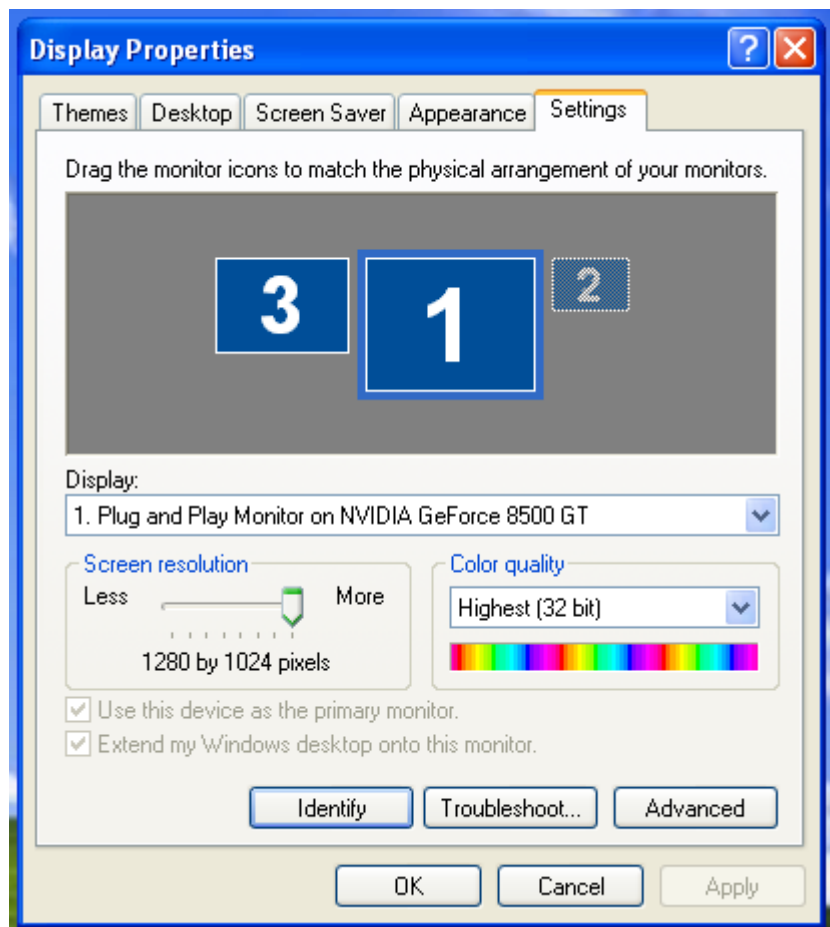 Display Properties
Themes Desktop Screen Saver Appearance Settings
Drag the monitor icons to match the physical arrangement of your monitors.
3 1 2
Display:
1. Plug and Play Monitor on NVIDIA GeForce 8500 GT
Screen resolution
Less More
1280 by 1024 pixels
Color quality
Highest (32 bit)
Use this device as the primary monitor.
Extend my Windows desktop onto this monitor.
Identify Troubleshoot... Advanced
OK Cancel Apply